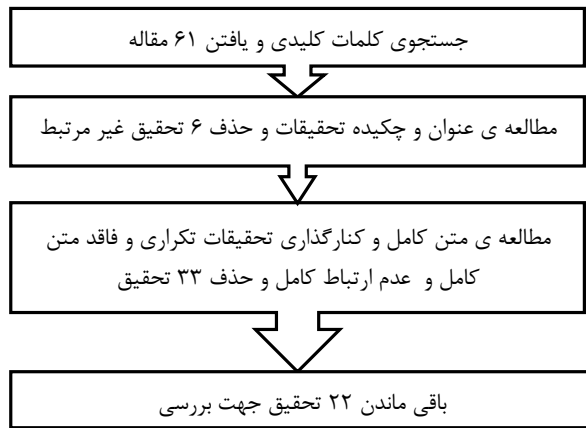 جستجوی کلمات کلیدی و یافتن ۶۱ مقاله
مطالعه ی عنوان و چکیده تحقیقات و حذف ۶ تحقیق غیر مرتبط
مطالعه ی متن کامل و کنارگذاری تحقیقات تکراری و فاقد متن
کامل و عدم ارتباط کامل و حذف ۳۳ تحقیق
باقی ماندن ۲۲ تحقیق جهت بررسی